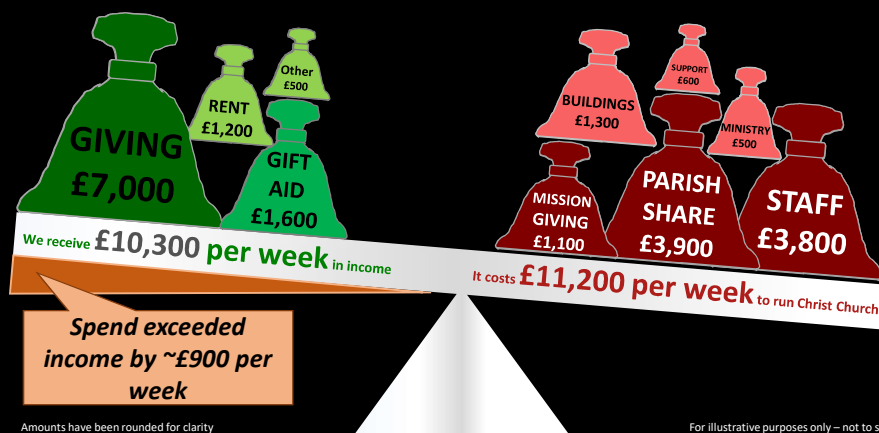 GIVING
£7,000
RENT
£1,200
Other
£500
GIFT
AID
£1,600
BUILDINGS
£1,300
SUPPORT
£600
MINISTRY
£500
MISSION
GIVING
£1,100
PARISH
SHARE
£3,900
STAFF
£3,800
We receive £10,300 per week in income
It costs £11,200 per week to run Christ Church
Spend exceeded
income by ~£900 per
week
Amounts have been rounded for clarity
For illustrative purposes only – not to s